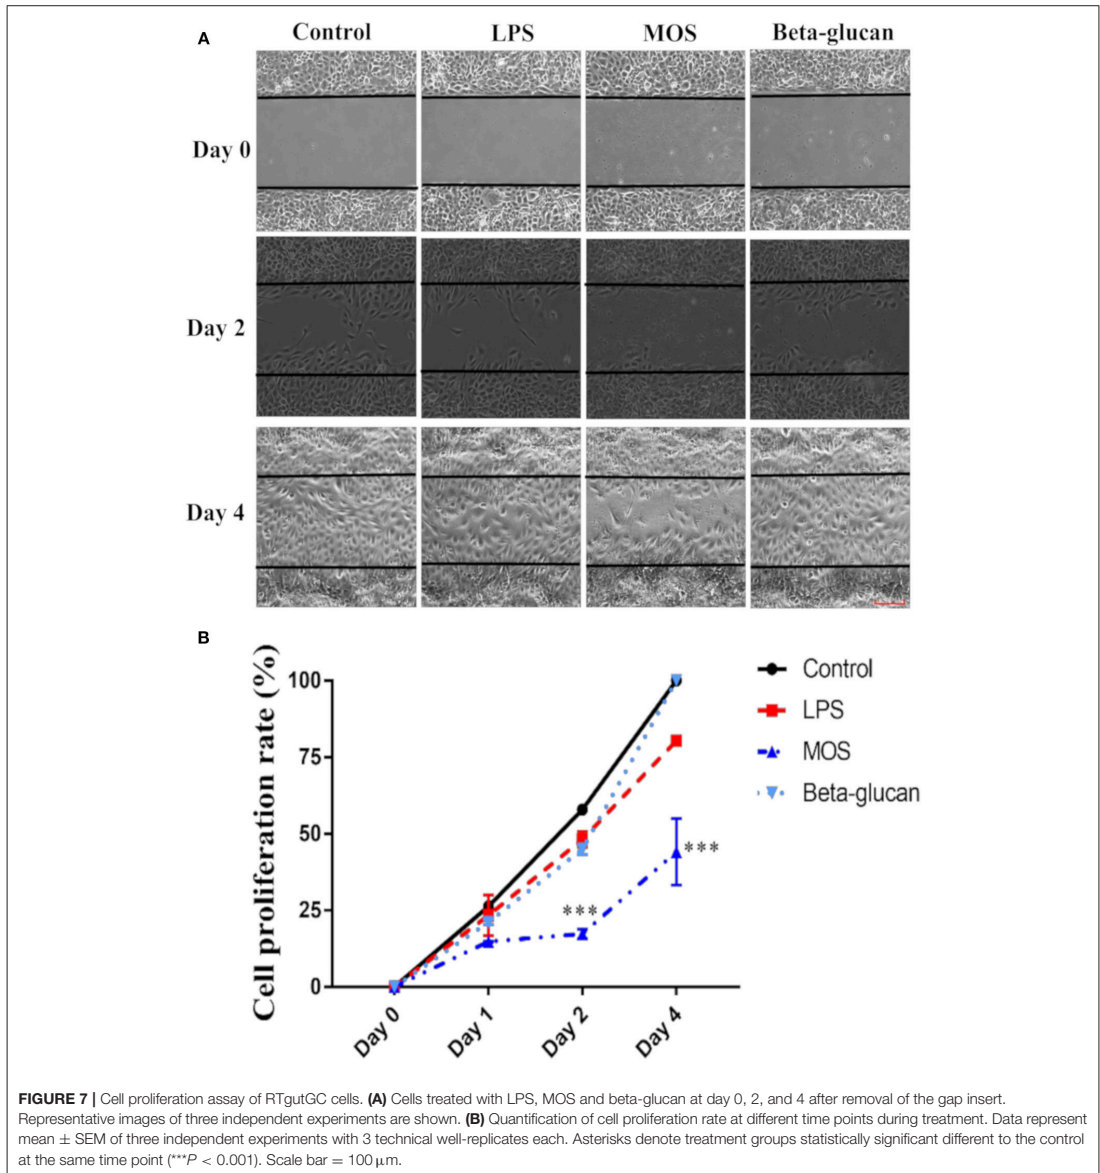 A
Control LPS MOS Beta-glucan
Day 0
Day 2
Day 4
B
Cell proliferation rate (%)
100
75
50
25
0
Day 0 Day 1 Day 2 Day 4
***
***
Control
LPS
MOS
Beta-glucan
FIGURE 7 | Cell proliferation assay of RTgutGC cells. (A) Cells treated with LPS, MOS and beta-glucan at day 0, 2, and 4 after removal of the gap insert.
Representative images of three independent experiments are shown. (B) Quantification of cell proliferation rate at different time points during treatment. Data represent
mean ± SEM of three independent experiments with 3 technical well-replicates each. Asterisks denote treatment groups statistically significant different to the control
at the same time point (***P < 0.001). Scale bar = 100 μm.